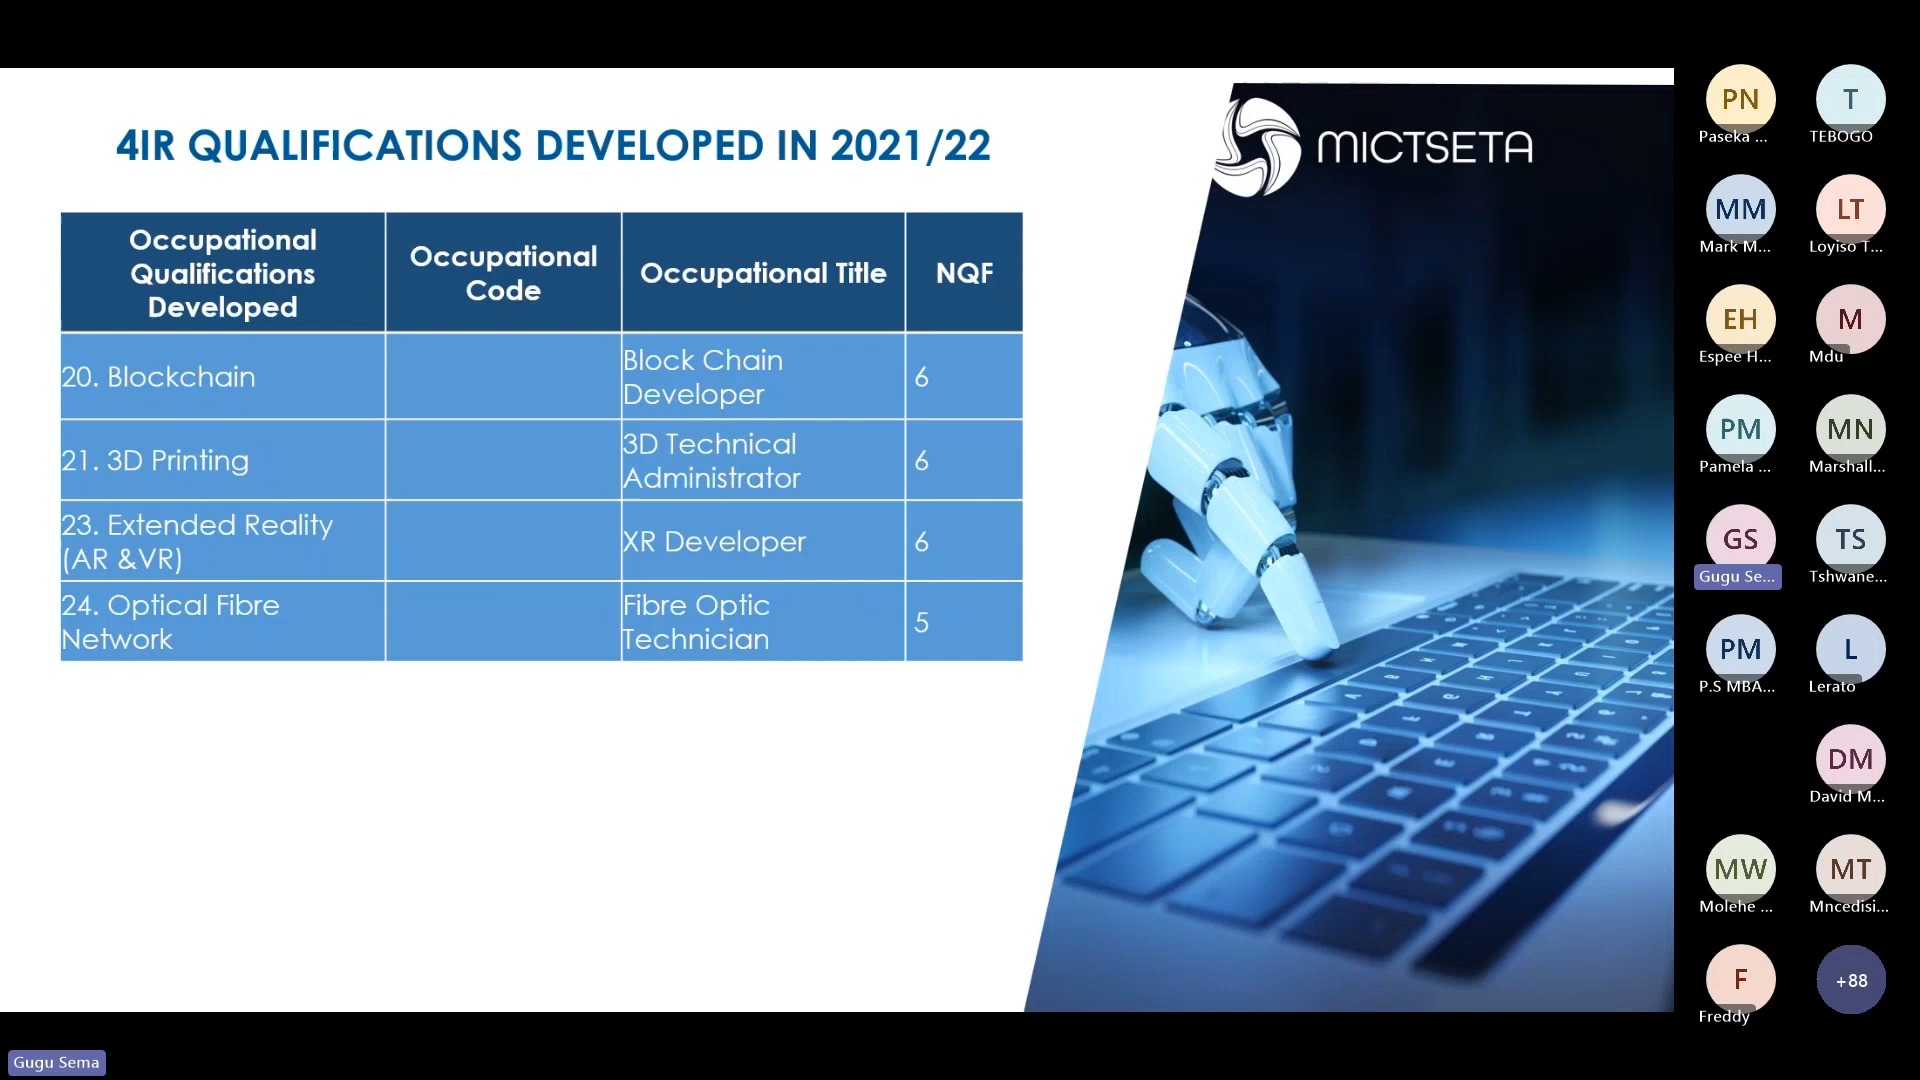 4IR QUALIFICATIONS DEVELOPED IN 2021/22
MICTSETA
Occupational
Qualifications
Developed
Occupational
Code
Occupational Title
NQF
20. Blockchain
Block Chain
Developer
6
21. 3D Printing
3D Technical
Administrator
6
23. Extended Reality
(AR &VR)
XR Developer
6
24. Optical Fibre
Network
Fibre Optic
Technician
5
PN
Paseka ...
T
TEBOGO
MM
Mark M...
LT
Loyiso T...
EH
Espee H...
M
Mdu
PM
Pamela ...
MN
Marshall...
GS
Gugu Se...
TS
Tshwane...
PM
P.S MBA...
L
Lerato
DM
David M...
MW
Molehe ...
MT
Mncedisi...
F
Freddy
+88
Gugu Sema